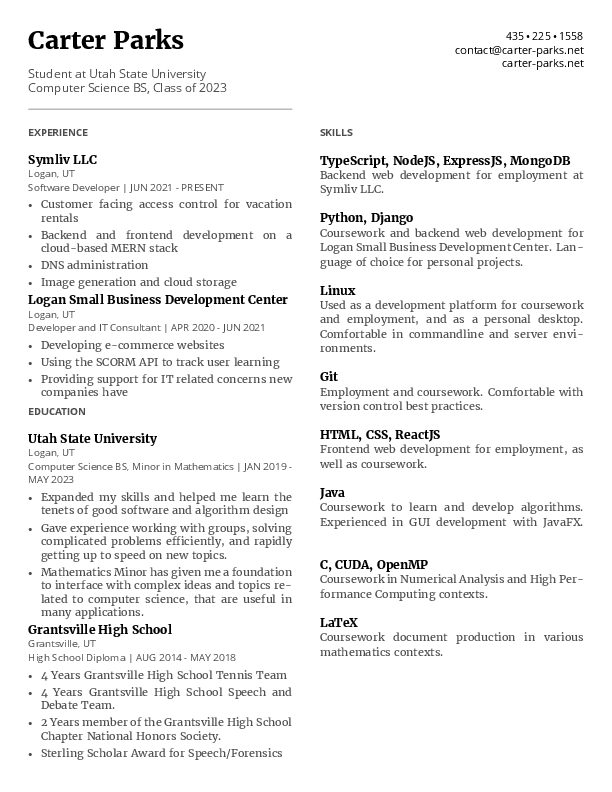 Carter Parks
Student at Utah State University
Computer Science BS, Class of 2023
435 • 225 • 1558
contact@carter-parks.net
carter-parks.net
EXPERIENCE
Symliv LLC
Logan, UT
Software Developer | JUN 2021 - PRESENT
• Customer facing access control for vacation
rentals
• Backend and frontend development on a
cloud-based MERN stack
• DNS administration
• Image generation and cloud storage
Logan Small Business Development Center
Logan, UT
Developer and IT Consultant | APR 2020 - JUN 2021
• Developing e-commerce websites
• Using the SCORM API to track user learning
• Providing support for IT related concerns new
companies have
EDUCATION
Utah State University
Logan, UT
Computer Science BS, Minor in Mathematics | JAN 2019 -
MAY 2023
• Expanded my skills and helped me learn the
tenets of good software and algorithm design
• Gave experience working with groups, solving
complicated problems efficiently, and rapidly
getting up to speed on new topics.
• Mathematics Minor has given me a foundation
to interface with complex ideas and topics re-
lated to computer science, that are useful in
many applications.
Grantsville High School
Grantsville, UT
High School Diploma | AUG 2014 - MAY 2018
• 4 Years Grantsville High School Tennis Team
• 4 Years Grantsville High School Speech and
Debate Team.
• 2 Years member of the Grantsville High School
Chapter National Honors Society.
• Sterling Scholar Award for Speech/Forensics
SKILLS
TypeScript, NodeJS, ExpressJS, MongoDB
Backend web development for employment at
Symliv LLC.
Python, Django
Coursework and backend web development for
Logan Small Business Development Center. Lan-
guage of choice for personal projects.
Linux
Used as a development platform for coursework
and employment, and as a personal desktop.
Comfortable in commandline and server envi-
ronments.
Git
Employment and coursework. Comfortable with
version control best practices.
HTML, CSS, ReactJS
Frontend web development for employment, as
well as coursework.
Java
Coursework to learn and develop algorithms.
Experienced in GUI development with JavaFX.
C, CUDA, OpenMP
Coursework in Numerical Analysis and High Per-
formance Computing contexts.
LaTeX
Coursework document production in various
mathematics contexts.